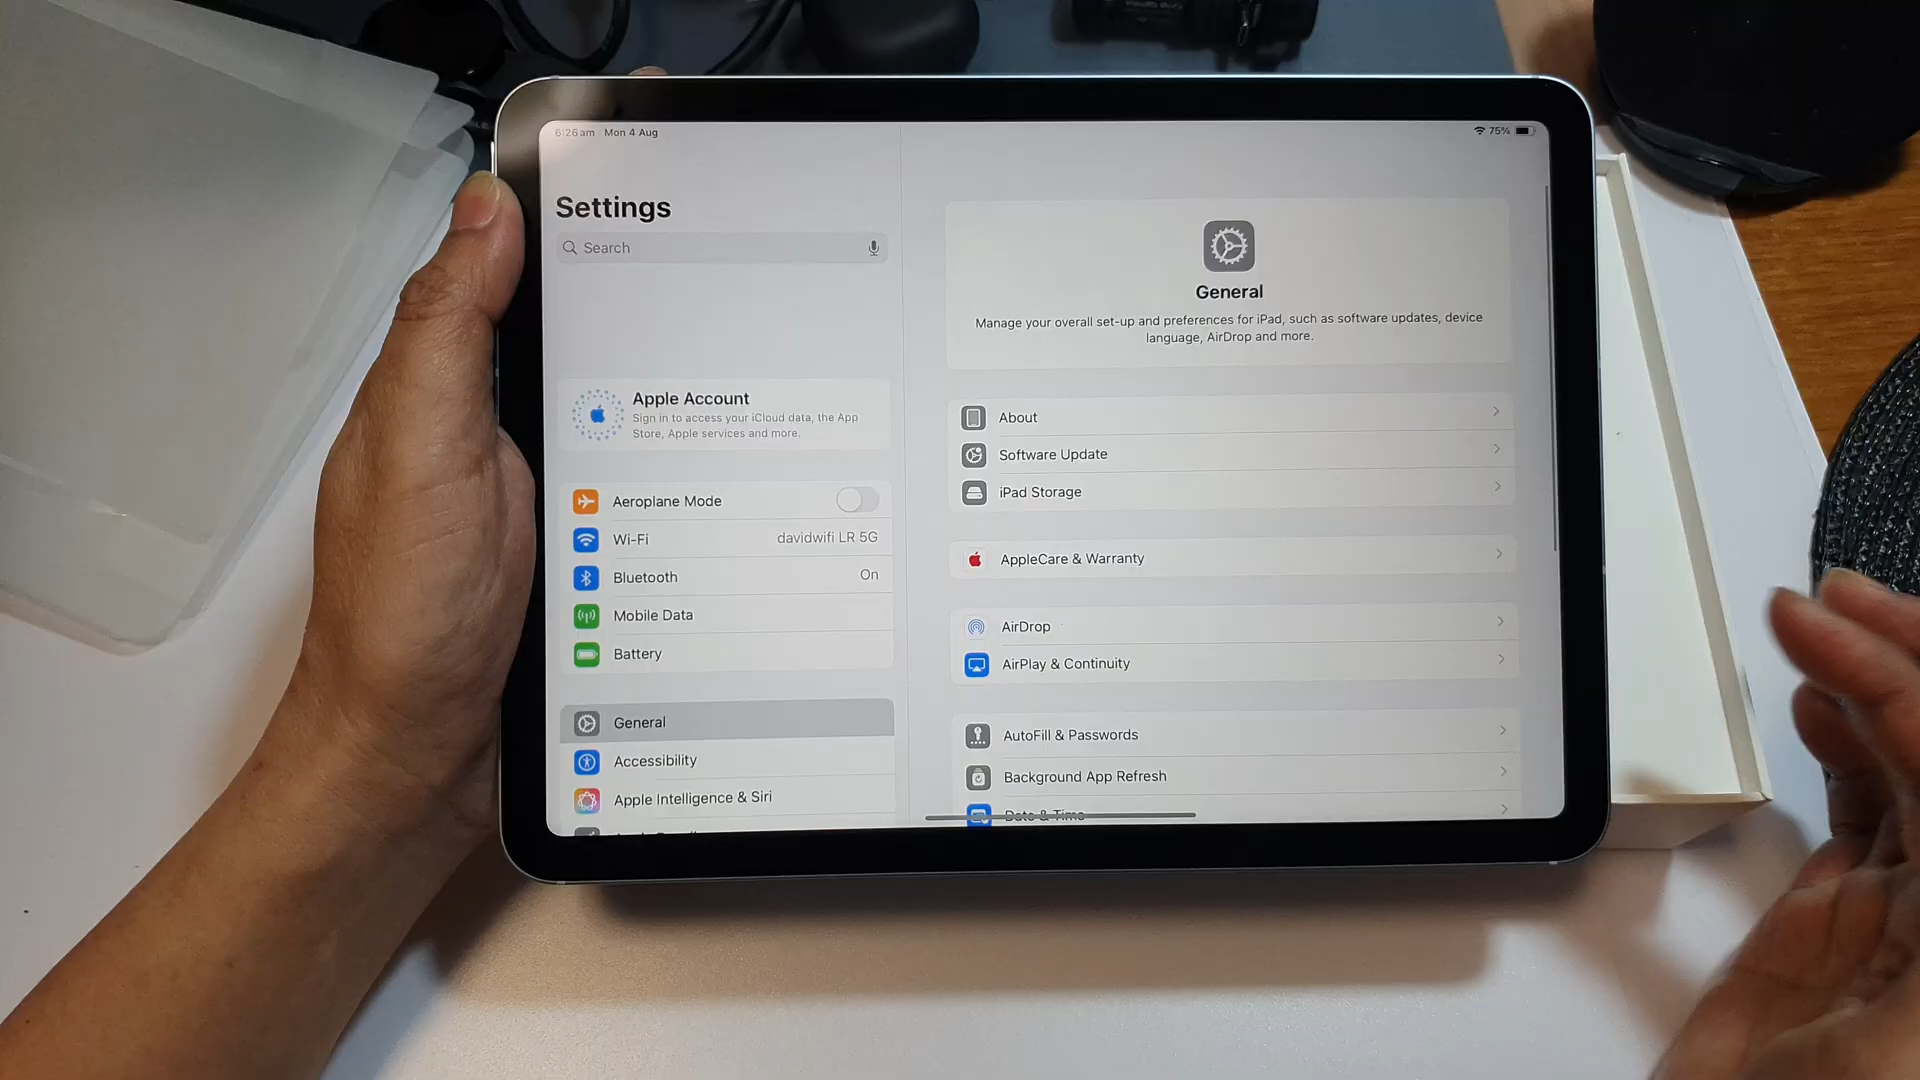 6:26am Mon 4 Aug
75%
Settings
Search
Apple Account
Sign in to access your iCloud data, the App
Store, Apple services and more.
Aeroplane Mode
Wi-Fi davidwifi LR 5G
Bluetooth On
Mobile Data
Battery
General
Accessibility
Apple Intelligence & Siri
General
Manage your overall set-up and preferences for iPad, such as software updates, device
language, AirDrop and more.
About
Software Update
iPad Storage
AppleCare & Warranty
AirDrop
AirPlay & Continuity
AutoFill & Passwords
Background App Refresh
Date & Time